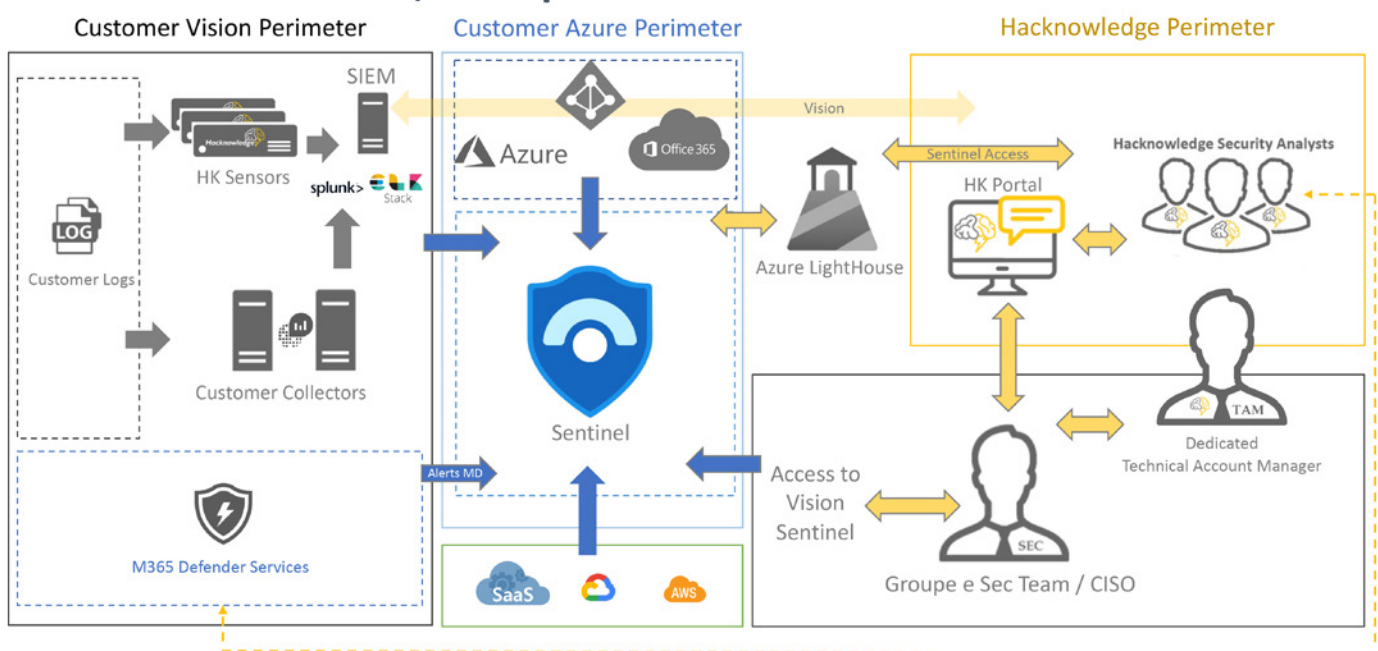 Customer Vision Perimeter
Customer Azure Perimeter
Hacknowledge Perimeter
SIEM
Vision
Hacknowledge
HK Sensors
splunk>
ELK
Stack
Azure
Office 365
Sentinel Access
Hacknowledge Security Analysts
HK Portal
LOG
Customer Logs
Azure LightHouse
Customer Collectors
Sentinel
TAM
Dedicated
Technical Account Manager
Alerts MD
Access to
Vision
Sentinel
SEC
M365 Defender Services
Groupe e Sec Team / CISO
SaaS
AWS